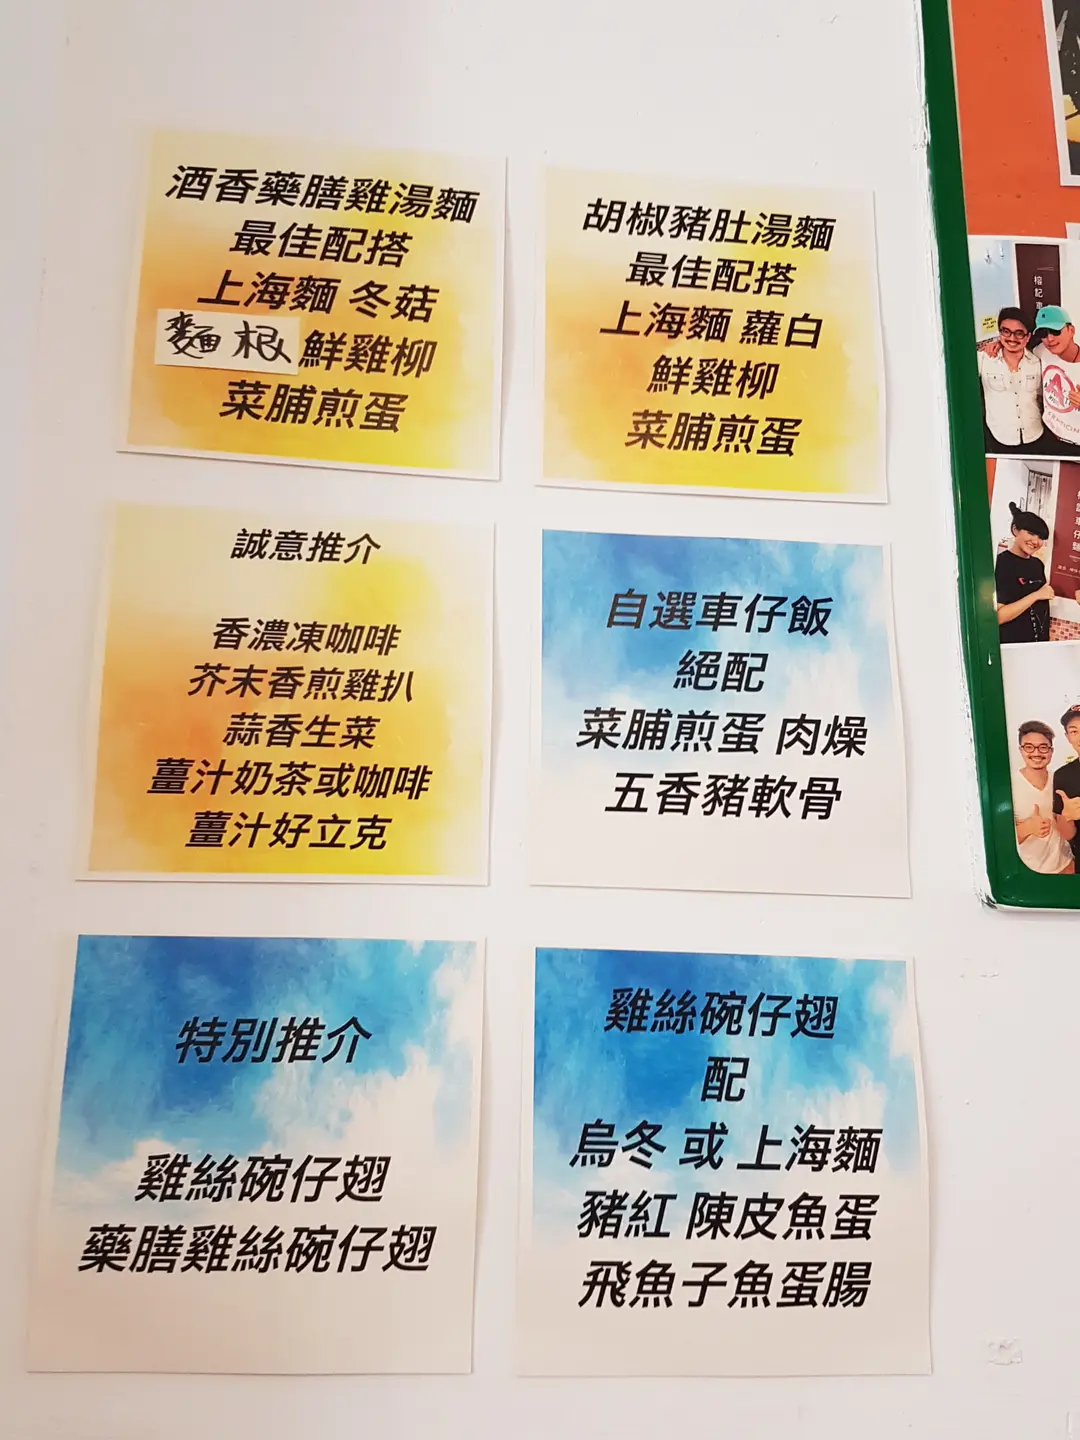 酒香藥膳雞湯麵
最佳配搭
上海麵 冬菇
麵根 鮮雞柳
菜脯煎蛋
胡椒豬肚湯麵
最佳配搭
上海麵 蘿白
鮮雞柳
菜脯煎蛋
誠意推介
香濃凍咖啡
芥末香煎雞扒
蒜香生菜
薑汁奶茶或咖啡
薑汁好立克
自選車仔飯
絕配
菜脯煎蛋 肉燥
五香豬軟骨
特別推介
雞絲碗仔翅
藥膳雞絲碗仔翅
雞絲碗仔翅
配
烏冬 或 上海麵
豬紅 陳皮魚蛋
飛魚子魚蛋腸